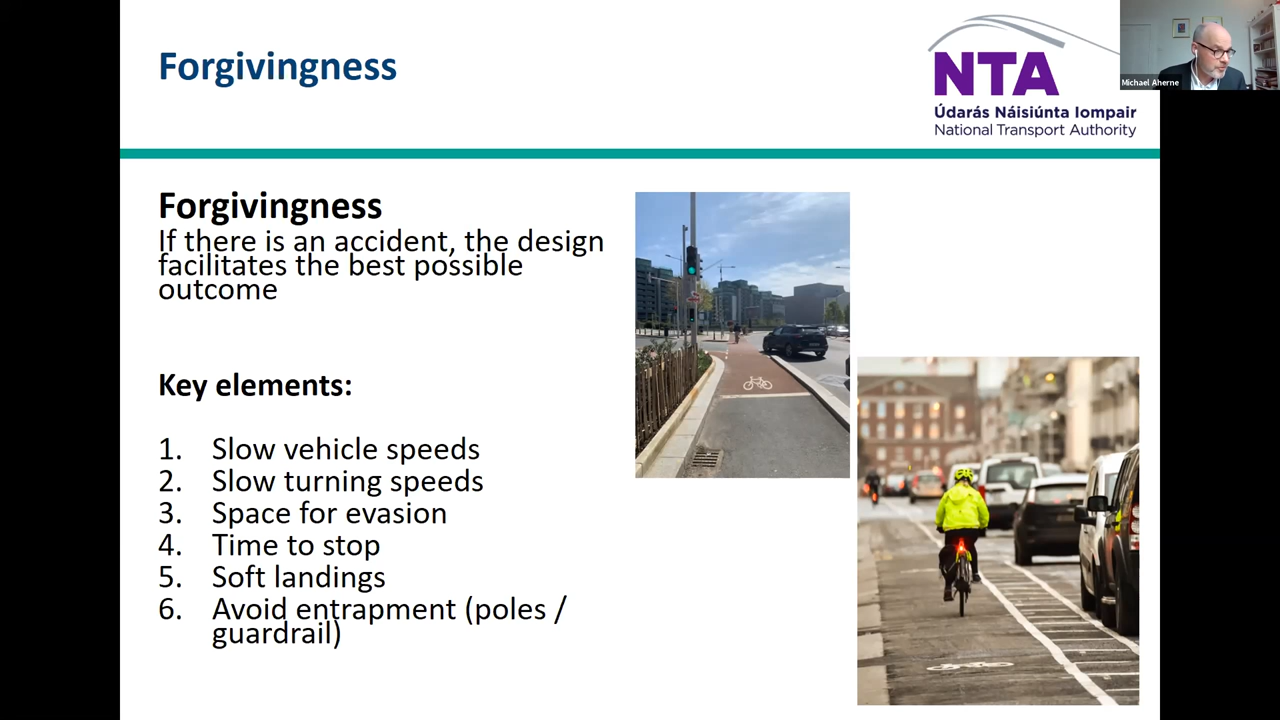 Forgivingness
NTA
Údarás Náisiúnta Iompair
National Transport Authority
Michael Aherne
Forgivingness
If there is an accident, the design
facilitates the best possible
outcome
Key elements:
1. Slow vehicle speeds
2. Slow turning speeds
3. Space for evasion
4. Time to stop
5. Soft landings
6. Avoid entrapment (poles /
guardrail)